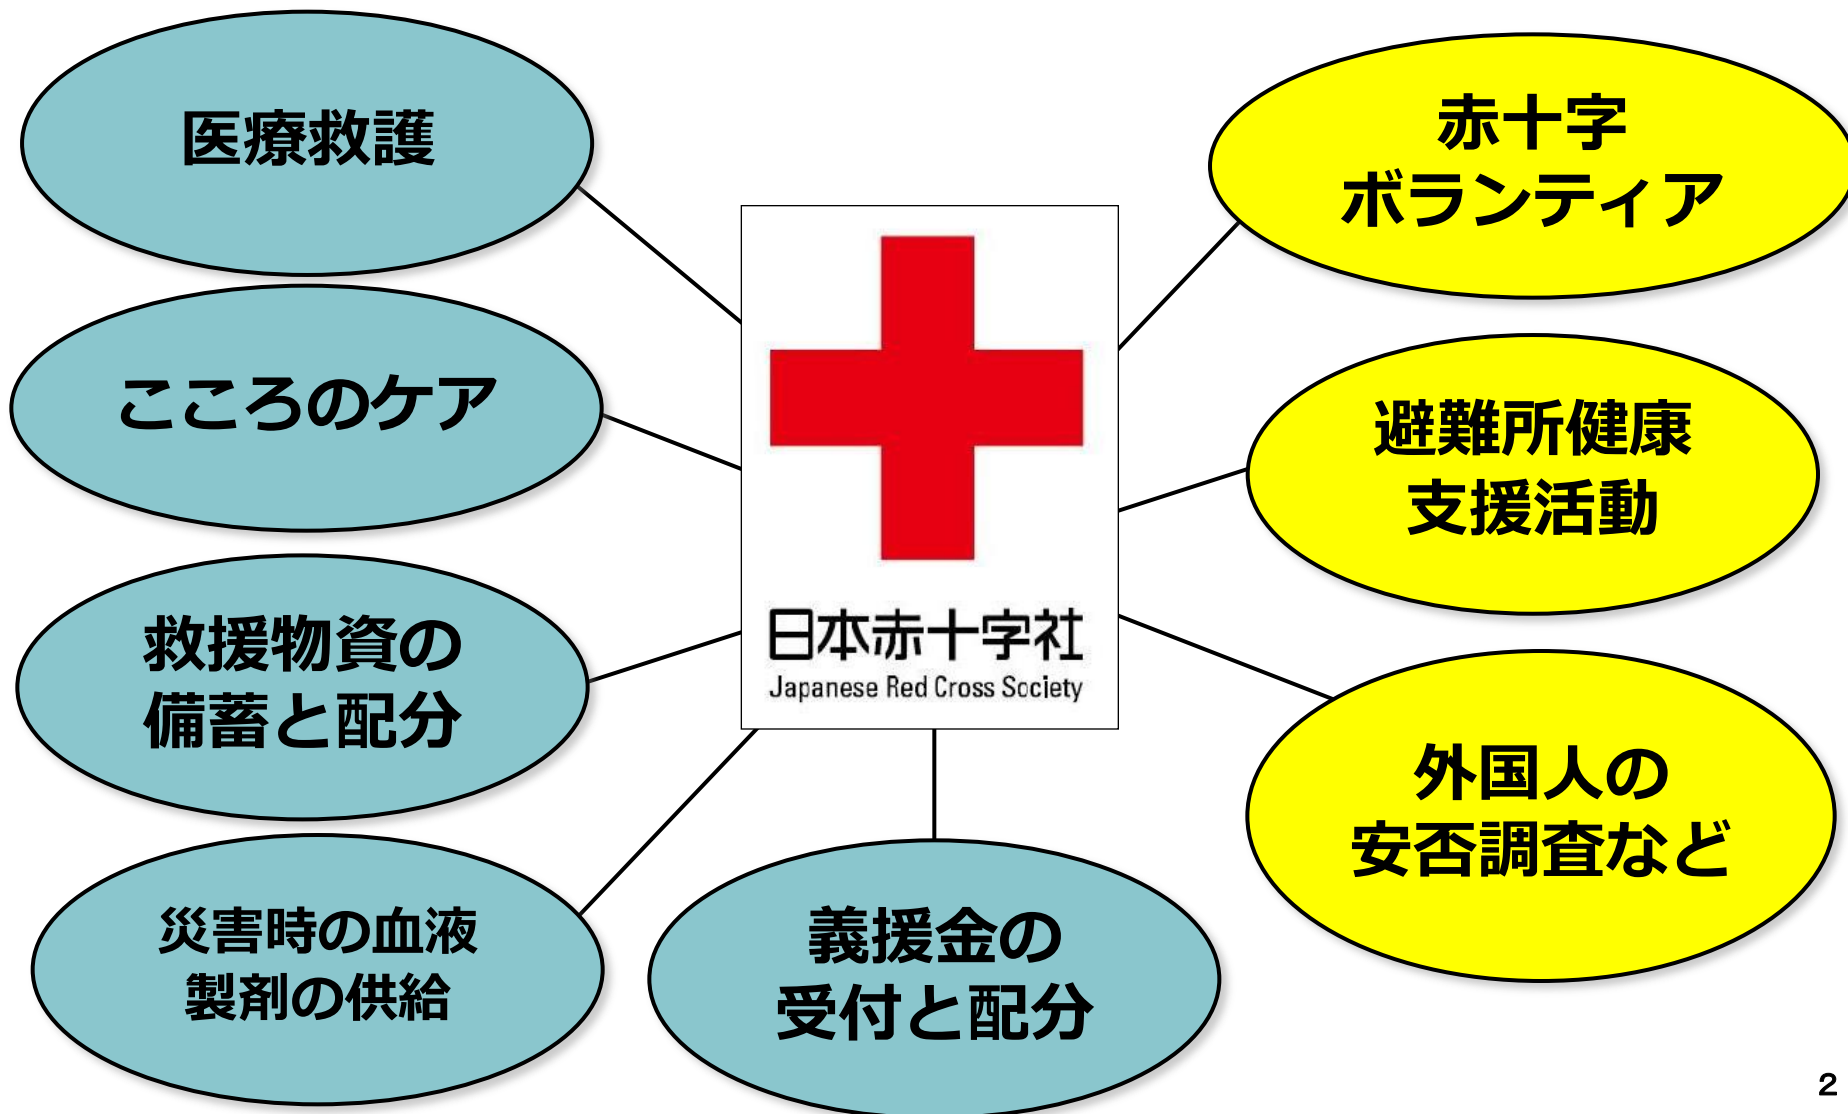 医療救護
こころのケア
救援物資の
備蓄と配分
災害時の血液
製剤の供給
日本赤十字社
Japanese Red Cross Society
義援金の
受付と配分
赤十字
ボランティア
避難所健康
支援活動
外国人の
安否調査など
2